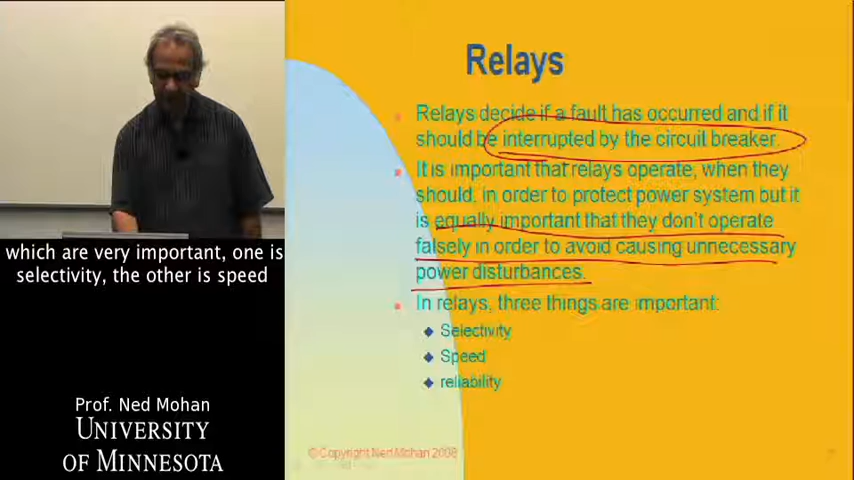 Relays
Relays decide if a fault has occurred and if it
should be interrupted by the circuit breaker.
It is important that relays operate, when they
should, in order to protect power system but it
is equally important that they don't operate
falsely in order to avoid causing unnecessary
power disturbances.
In relays, three things are important:
Selectivity
Speed
reliability
© Copyright Ned Mohan 2008
which are very important, one is
selectivity, the other is speed
Prof. Ned Mohan
UNIVERSITY
OF MINNESOTA